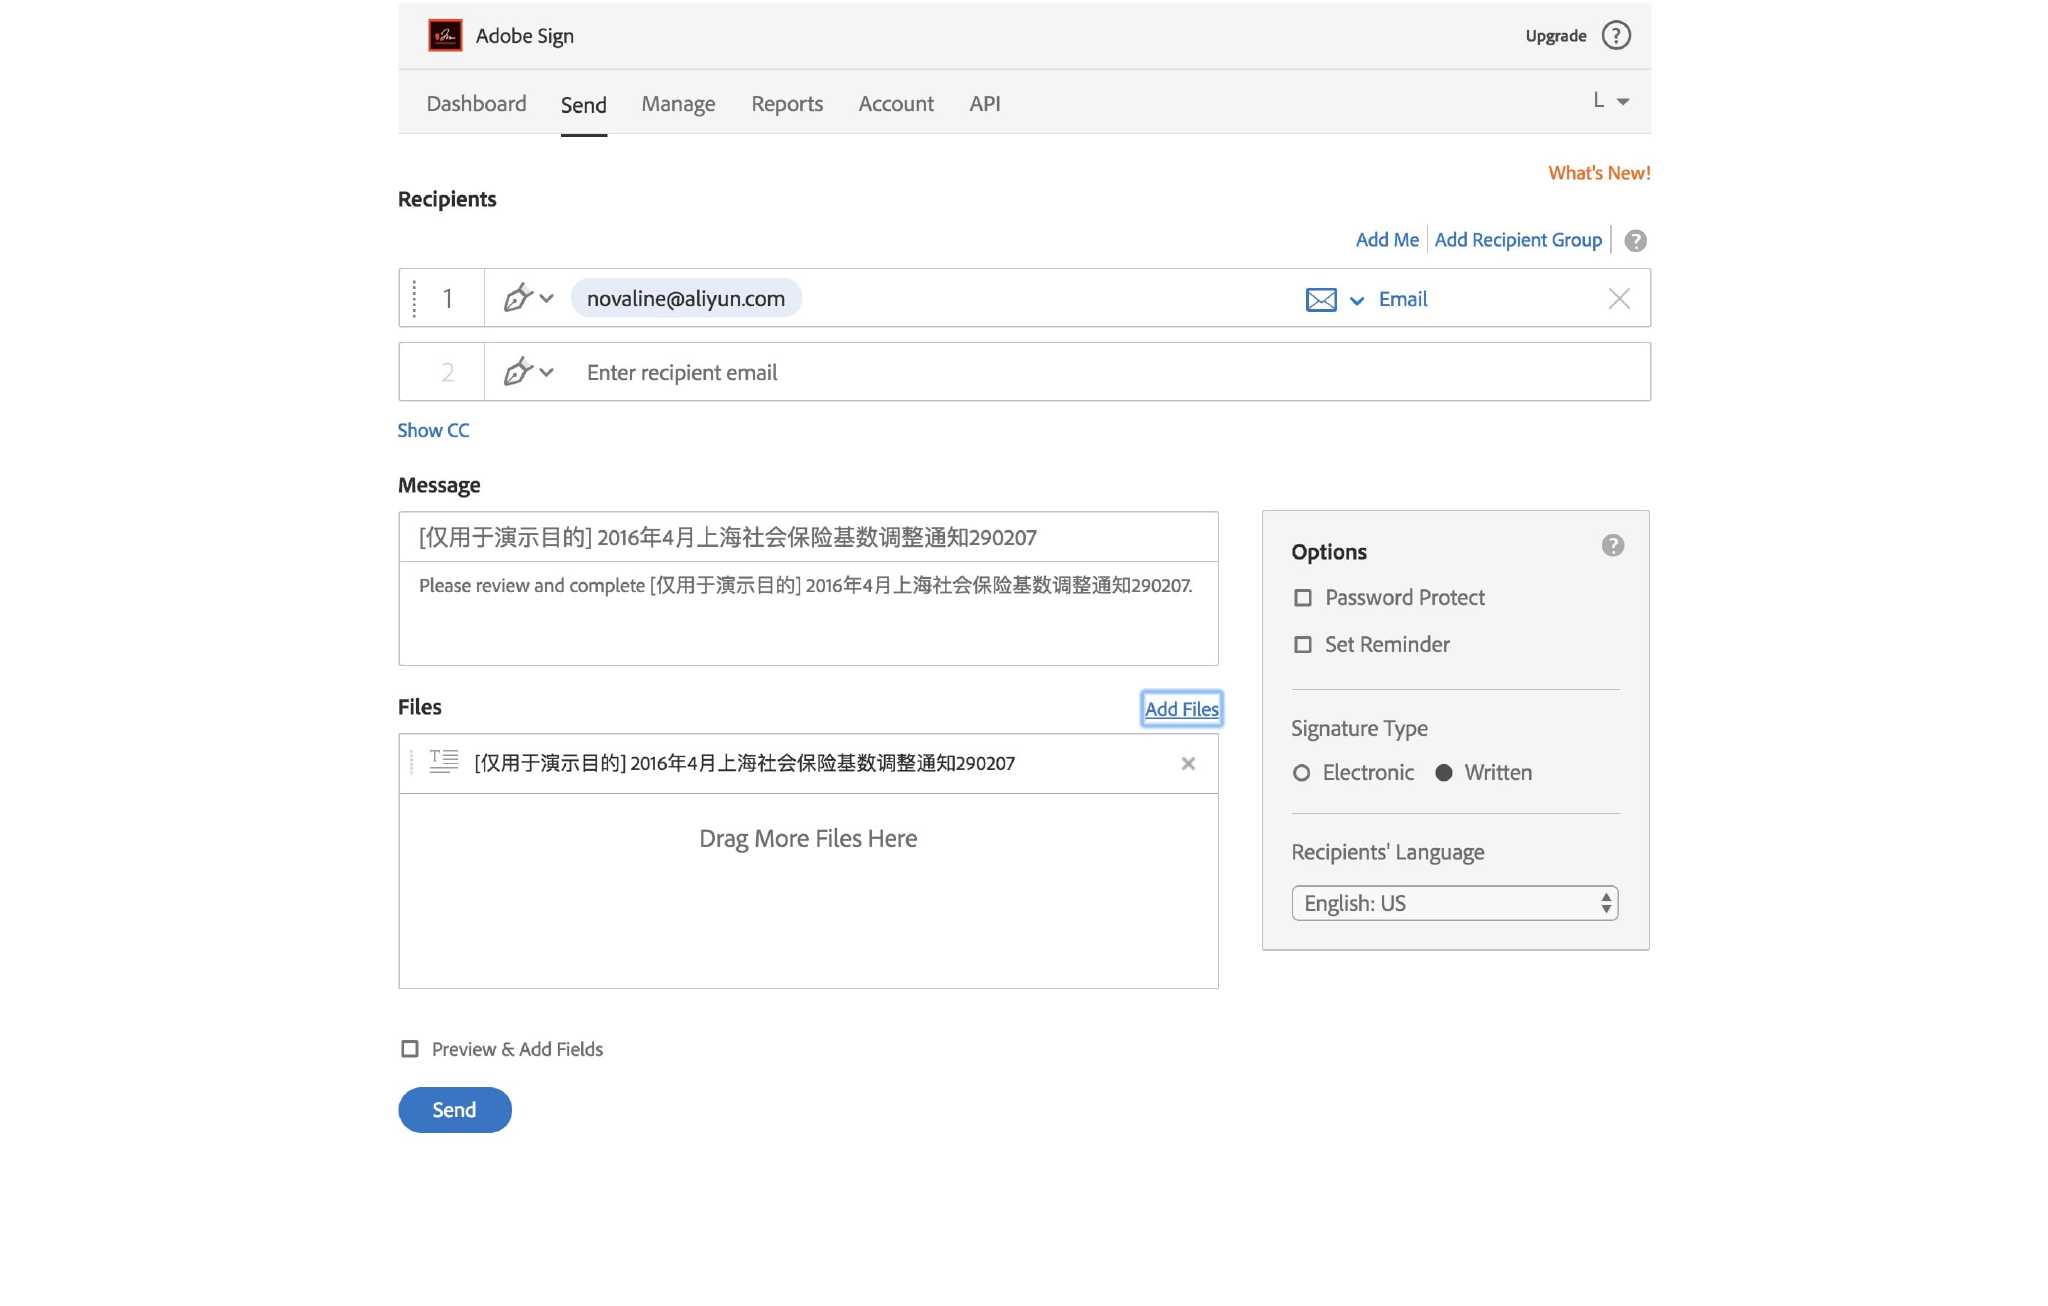 Adobe Sign
Upgrade ?
Dashboard Send Manage Reports Account API L
What's New!
Recipients
Add Me Add Recipient Group ?
1 novaline@aliyun.com Email
2 Enter recipient email
Show CC
Message
[仅用于演示目的] 2016年4月上海社会保险基数调整通知290207
Please review and complete [仅用于演示目的] 2016年4月上海社会保险基数调整通知290207.
Files Add Files
[仅用于演示目的] 2016年4月上海社会保险基数调整通知290207
Drag More Files Here
Options ?
Password Protect
Set Reminder
Signature Type
Electronic Written
Recipients' Language
English: US
Preview & Add Fields
Send